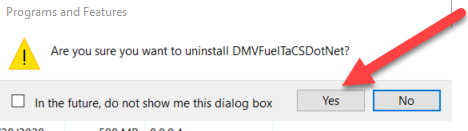 Programs and Features
Are you sure you want to uninstall DMVFuelTaCSDotNet?
In the future, do not show me this dialog box
Yes
No